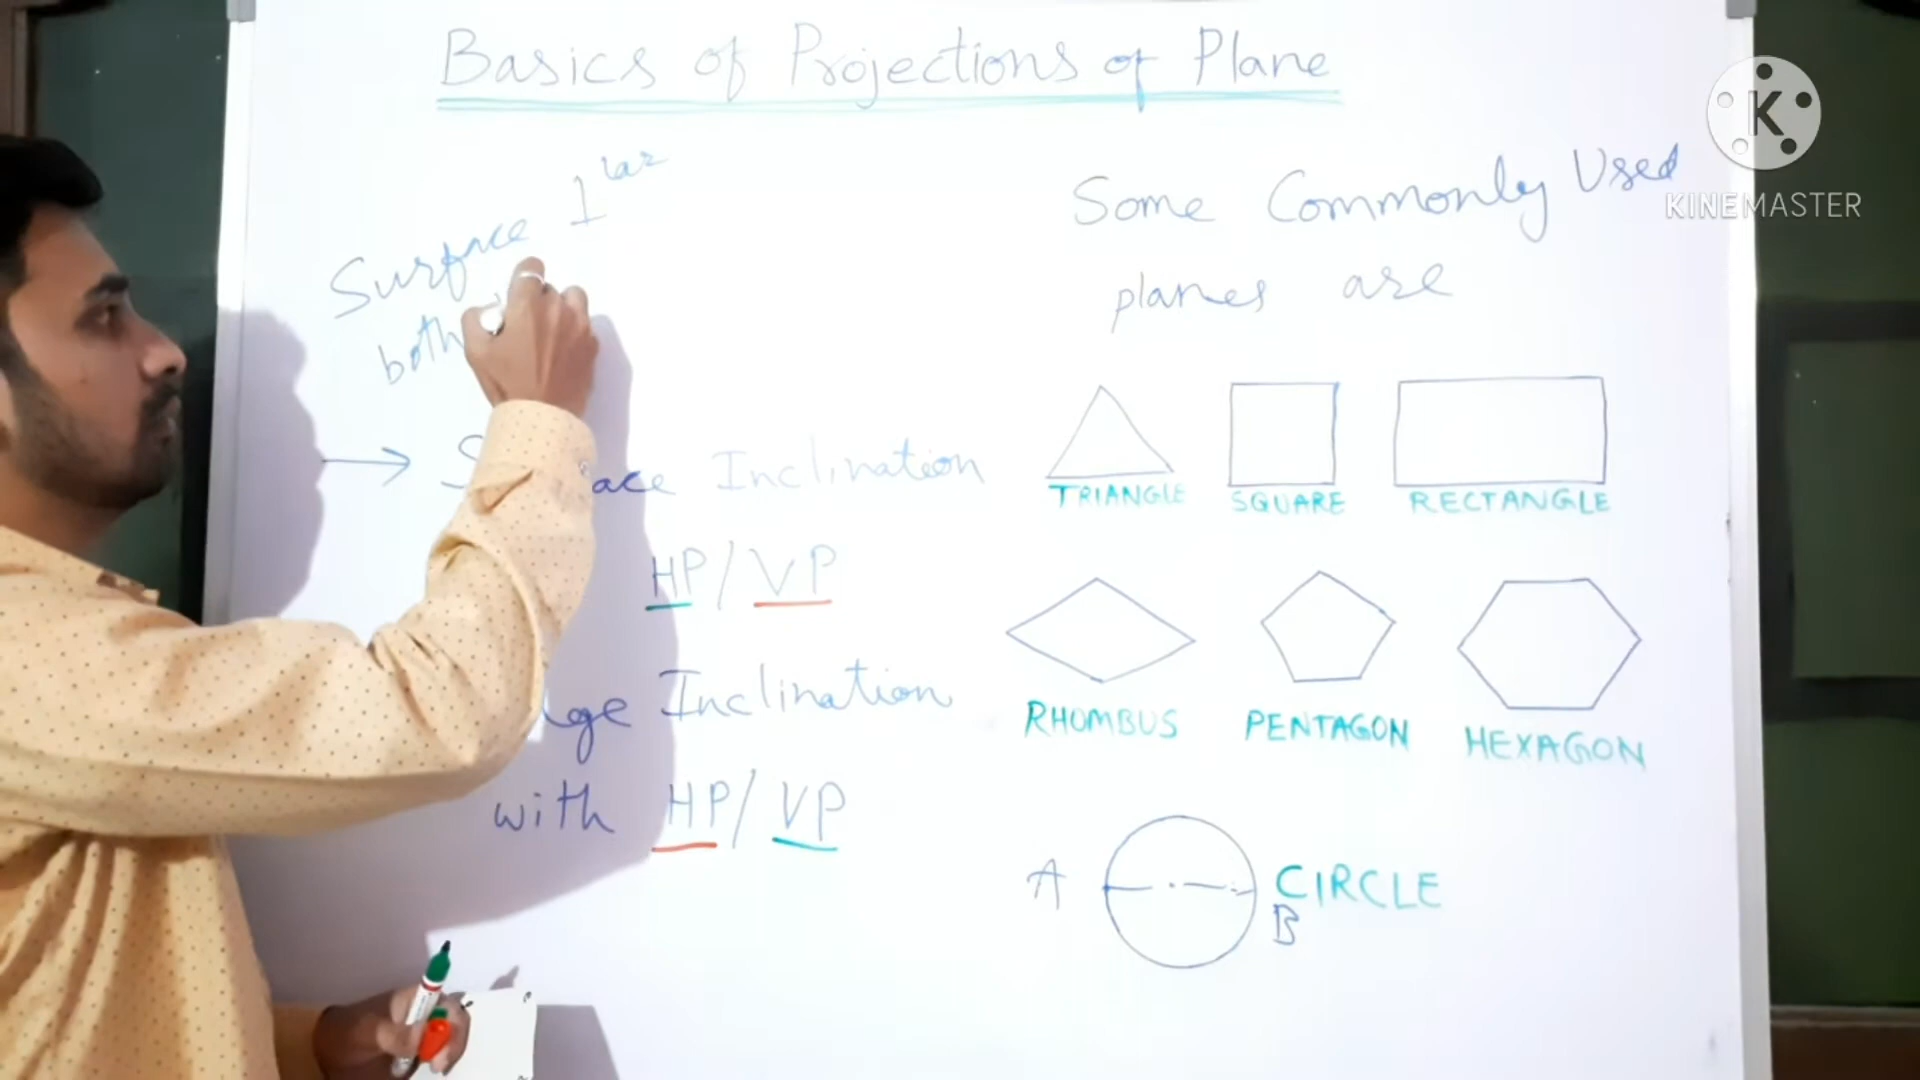 Basics of Projections of Plane
K
KINEMASTER
Surface ⊥lar
both
Inclination
HP / VP
Inclination
with HP / VP
Some Commonly Used
planes are
TRIANGLE SQUARE RECTANGLE
RHOMBUS PENTAGON HEXAGON
A CIRCLE
B